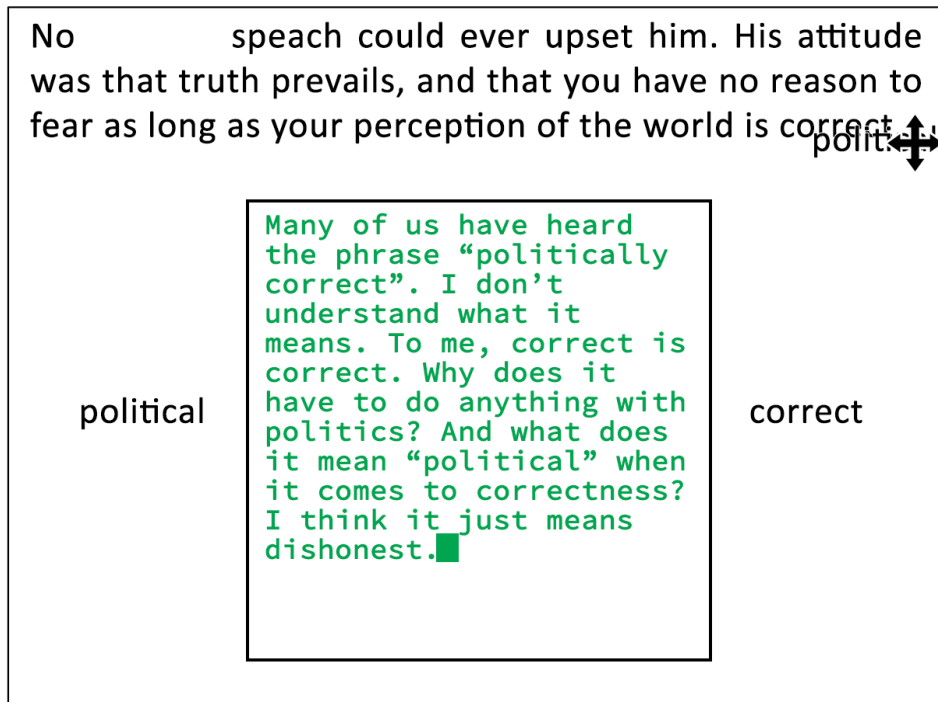 No speach could ever upset him. His attitude
was that truth prevails, and that you have no reason to
fear as long as your perception of the world is correct
polit
Many of us have heard
the phrase “politically
correct”. I don’t
understand what it
means. To me, correct is
correct. Why does it
have to do anything with
politics? And what does
it mean “political” when
it comes to correctness?
I think it just means
dishonest.
political
correct